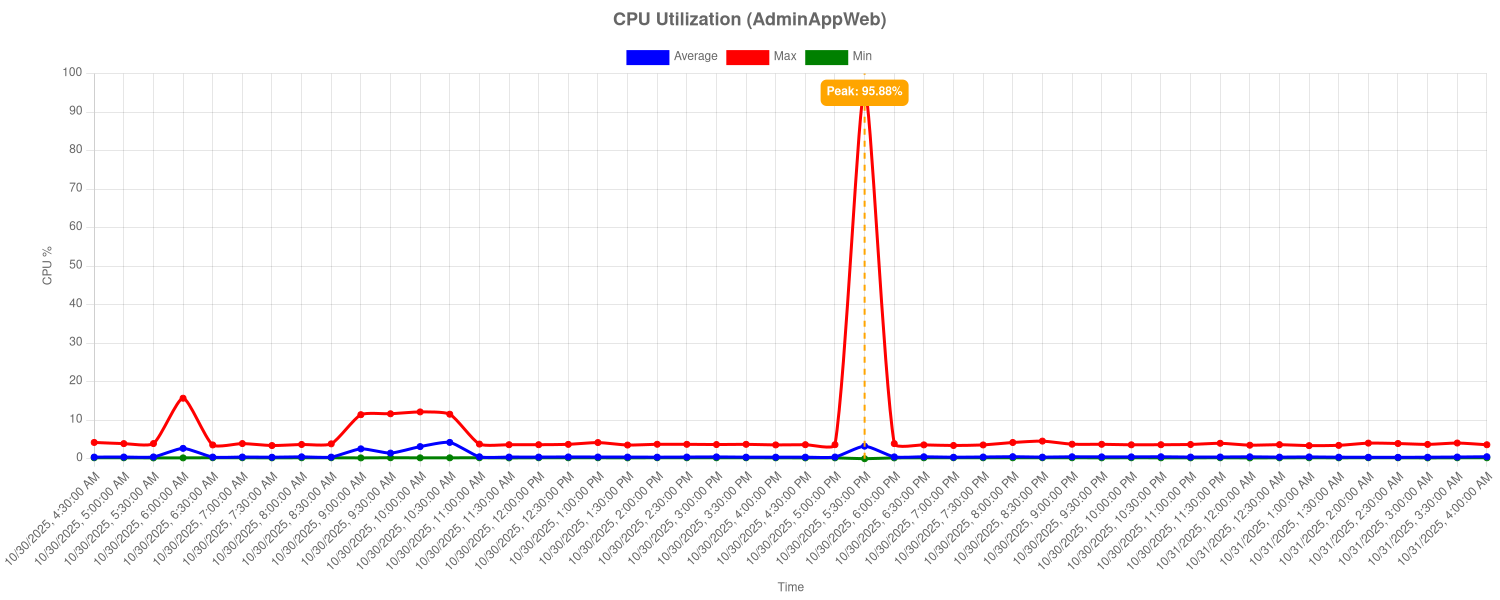 CPU Utilization (AdminAppWeb)
Average
Max
Min
Peak: 95.88%
100
90
80
70
60
50
40
30
20
10
0
CPU %
10/30/2025, 4:30:00 AM
10/30/2025, 5:00:00 AM
10/30/2025, 5:30:00 AM
10/30/2025, 6:00:00 AM
10/30/2025, 6:30:00 AM
10/30/2025, 7:00:00 AM
10/30/2025, 7:30:00 AM
10/30/2025, 8:00:00 AM
10/30/2025, 8:30:00 AM
10/30/2025, 9:00:00 AM
10/30/2025, 9:30:00 AM
10/30/2025, 10:00:00 AM
10/30/2025, 10:30:00 AM
10/30/2025, 11:00:00 AM
10/30/2025, 11:30:00 AM
10/30/2025, 12:00:00 PM
10/30/2025, 12:30:00 PM
10/30/2025, 1:00:00 PM
10/30/2025, 1:30:00 PM
10/30/2025, 2:00:00 PM
10/30/2025, 2:30:00 PM
10/30/2025, 3:00:00 PM
10/30/2025, 3:30:00 PM
10/30/2025, 4:00:00 PM
10/30/2025, 4:30:00 PM
10/30/2025, 5:00:00 PM
10/30/2025, 5:30:00 PM
10/30/2025, 6:00:00 PM
10/30/2025, 6:30:00 PM
10/30/2025, 7:00:00 PM
10/30/2025, 7:30:00 PM
10/30/2025, 8:00:00 PM
10/30/2025, 8:30:00 PM
10/30/2025, 9:00:00 PM
10/30/2025, 9:30:00 PM
10/30/2025, 10:00:00 PM
10/30/2025, 10:30:00 PM
10/30/2025, 11:00:00 PM
10/30/2025, 11:30:00 PM
10/31/2025, 12:00:00 AM
10/31/2025, 12:30:00 AM
10/31/2025, 1:00:00 AM
10/31/2025, 1:30:00 AM
10/31/2025, 2:00:00 AM
10/31/2025, 2:30:00 AM
10/31/2025, 3:00:00 AM
10/31/2025, 3:30:00 AM
10/31/2025, 4:00:00 AM
Time